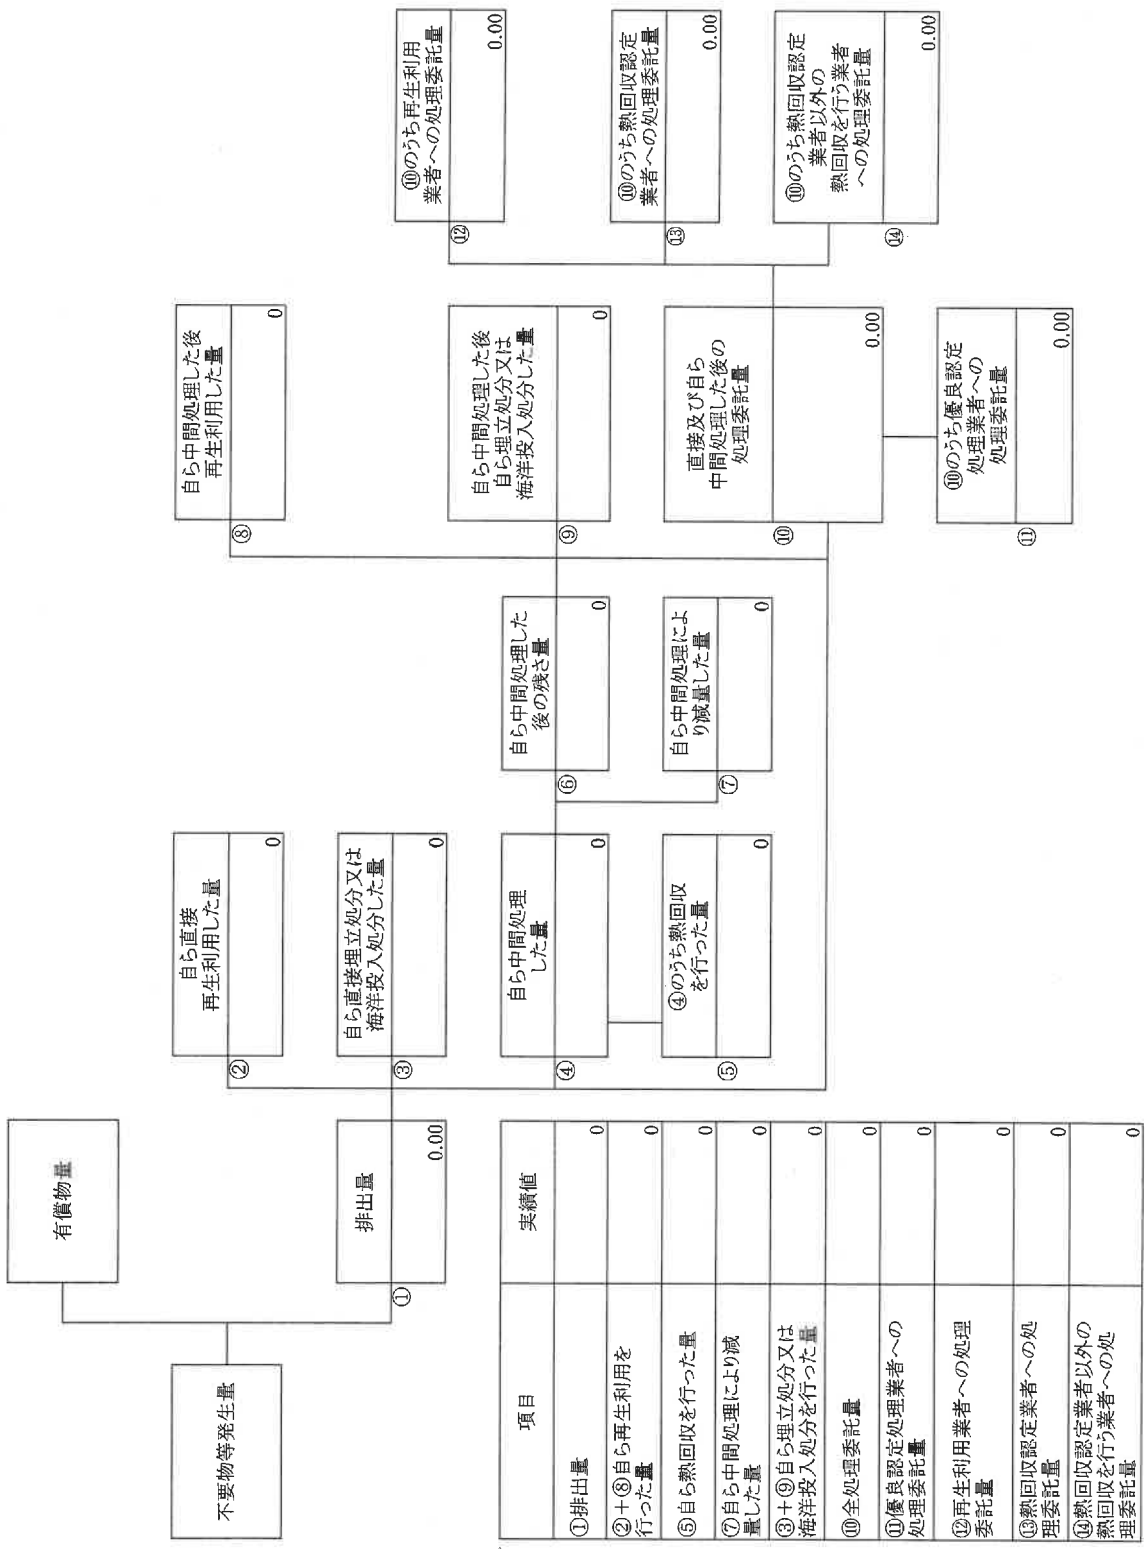 不要物等発生量
有償物量
①
排出量
0.00
②
自ら直接
再生利用した量
0
③
自ら直接埋立処分又は
海洋投入処分した量
0
④
自ら中間処理
した量
0
⑤
④のうち熱回収
を行った量
0
⑥
自ら中間処理した
後の残さ量
0
⑦
自ら中間処理によ
り減量した量
0
⑧
自ら中間処理した後
再生利用した量
0
⑨
自ら中間処理した後
自ら埋立処分又は
海洋投入処分した量
0
⑩
直接及び自ら
中間処理した後の
処理委託量
0.00
⑪
⑩のうち優良認定
処理業者への
処理委託量
0.00
⑫
⑩のうち再生利用
業者への処理委託量
0.00
⑬
⑩のうち熱回収認定
業者への処理委託量
0.00
⑭
⑩のうち熱回収認定
業者以外の
熱回収を行う業者
への処理委託量
0.00
項目
実績値
①排出量
0
②+⑧自ら再生利用を
行った量
0
⑤自ら熱回収を行った量
0
⑦自ら中間処理により減
量した量
0
③+⑨自ら埋立処分又は
海洋投入処分を行った量
0
⑩全処理委託量
0
⑪優良認定処理業者への
処理委託量
0
⑫再生利用業者への処理
委託量
0
⑬熱回収認定業者への処
理委託量
0
⑭熱回収認定業者以外の
熱回収を行う業者への処
理委託量
0